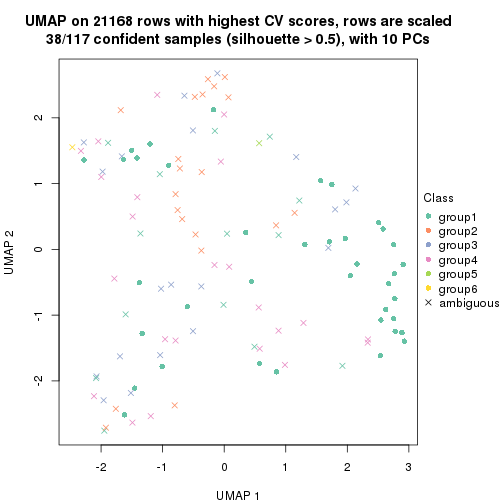 UMAP on 21168 rows with highest CV scores, rows are scaled
38/117 confident samples (silhouette > 0.5), with 10 PCs
UMAP 2
2
1
0
-1
-2
-2
-1
0
1
2
3
UMAP 1
Class
group1
group2
group3
group4
group5
group6
ambiguous